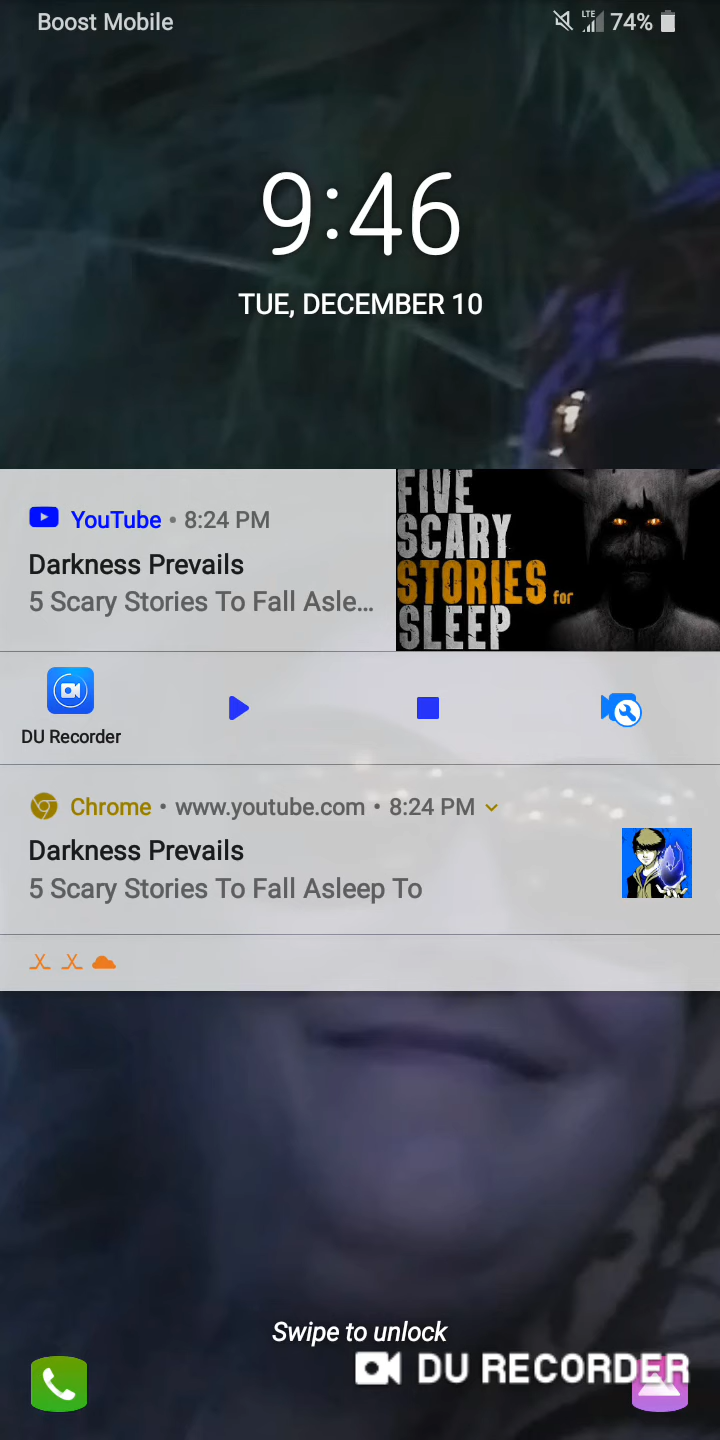 Boost Mobile
LTE 74%
9:46
TUE, DECEMBER 10
YouTube • 8:24 PM
Darkness Prevails
5 Scary Stories To Fall Asle...
FIVE
SCARY
STORIES for
SLEEP
DU Recorder
Chrome • www.youtube.com • 8:24 PM
Darkness Prevails
5 Scary Stories To Fall Asleep To
Swipe to unlock
DU RECORDER